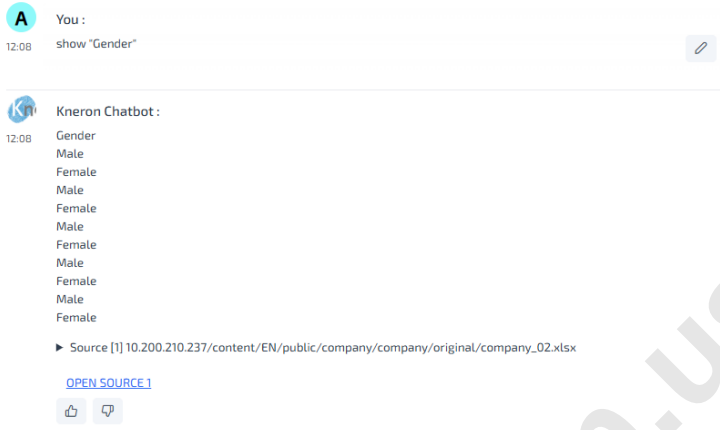 A
You :
12:08
show "Gender"
Kneron Chatbot :
12:08
Gender
Male
Female
Male
Female
Male
Female
Male
Female
Male
Female
Source [1] 10.200.210.237/content/EN/public/company/company/original/company_02.xlsx
OPEN SOURCE 1